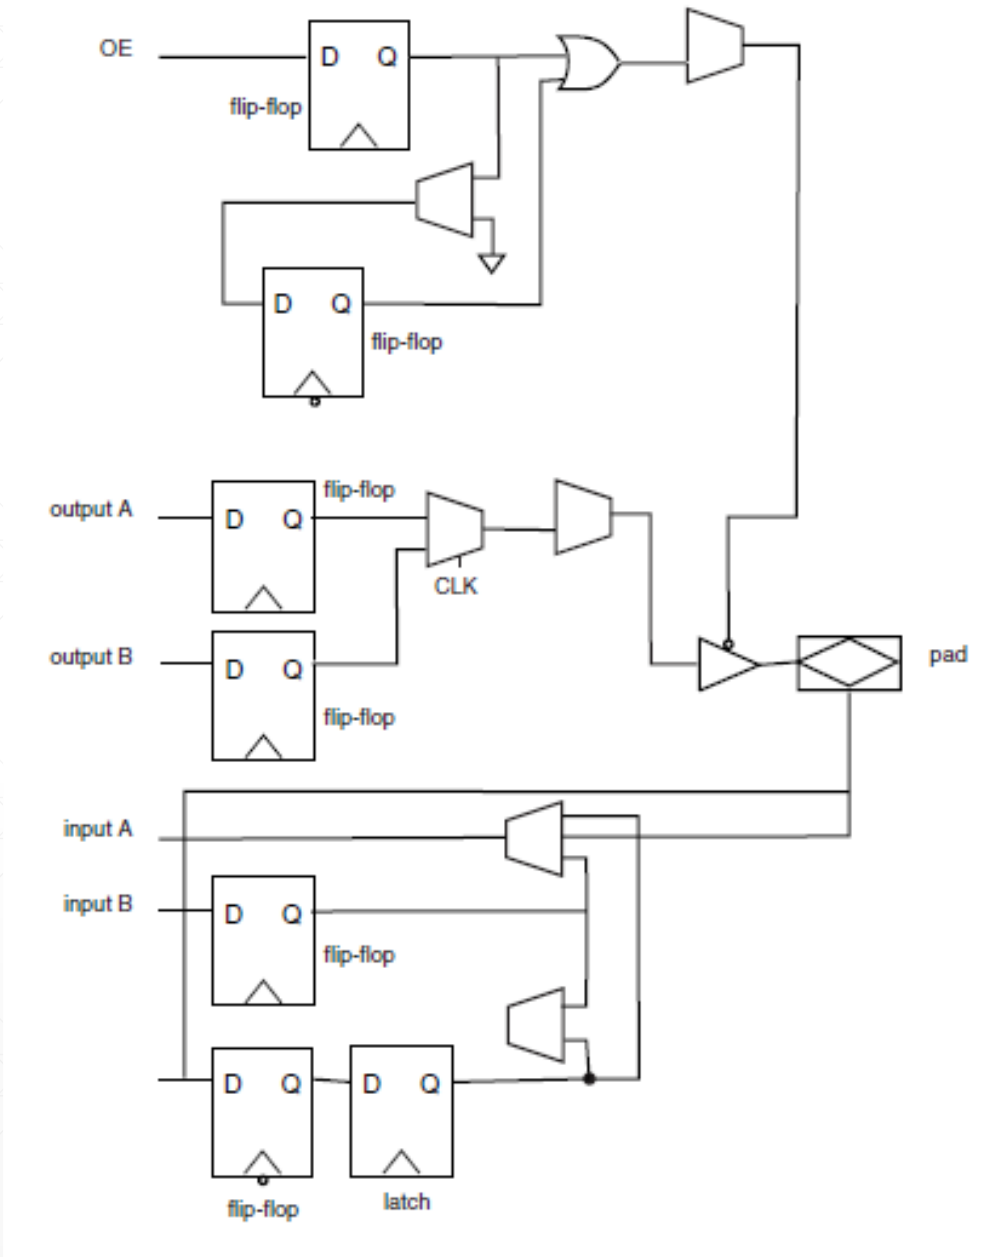 OE
D Q
flip-flop
D Q
flip-flop
flip-flop
output A
D Q
CLK
output B
D Q
pad
flip-flop
input A
input B
D Q
flip-flop
D Q
D Q
latch
flip-flop